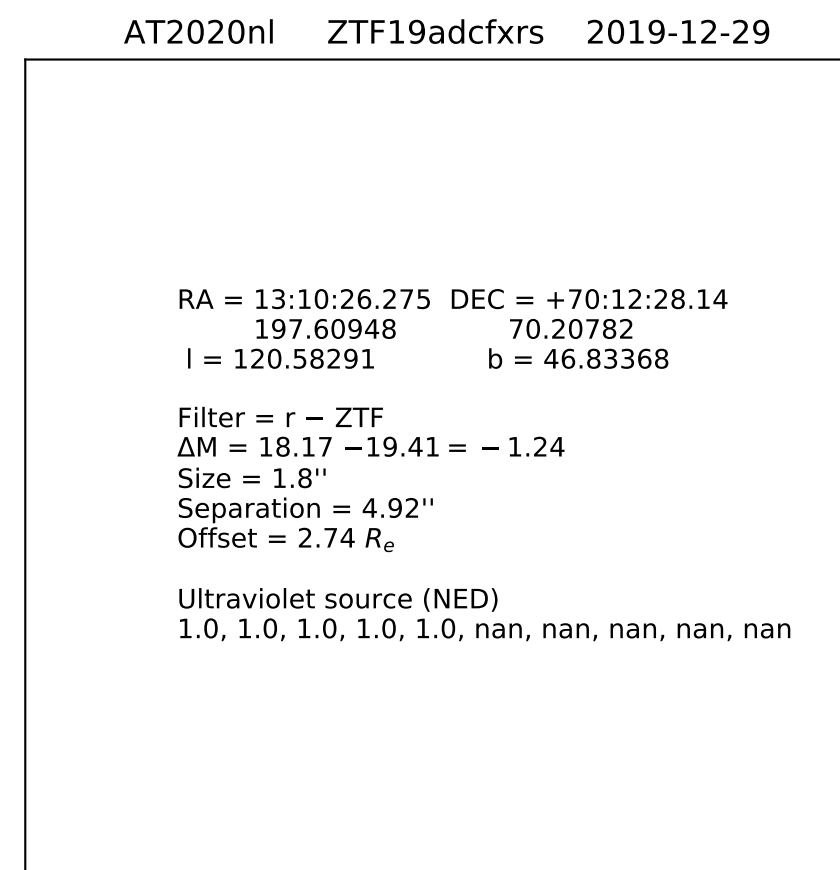 AT2020nl ZTF19adcfxrs 2019-12-29
RA = 13:10:26.275 DEC = +70:12:28.14
197.60948 70.20782
l = 120.58291 b = 46.83368
Filter = r − ZTF
ΔM = 18.17 −19.41 = − 1.24
Size = 1.8''
Separation = 4.92''
Offset = 2.74 Rₑ
Ultraviolet source (NED)
1.0, 1.0, 1.0, 1.0, 1.0, nan, nan, nan, nan, nan